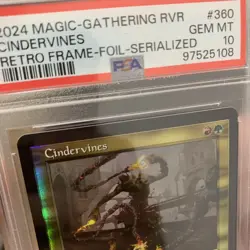 2024 MAGIC-GATHERING RVR #360
CINDERVINES GEM MT
RETRO FRAME-FOIL-SERIALIZED 10
PSA 97525108
Cindervines